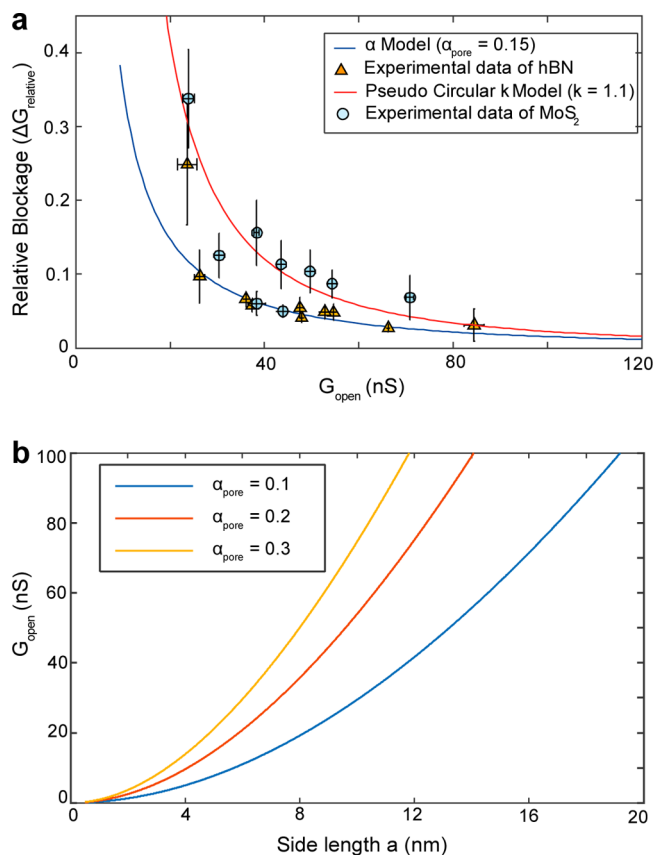 a
α Model (α_pore = 0.15)
Experimental data of hBN
Pseudo Circular k Model (k = 1.1)
Experimental data of MoS₂
Relative Blockage (ΔG_relative)
0.4
0.3
0.2
0.1
0
0 40 80 120
G_open (nS)
b
α_pore = 0.1
α_pore = 0.2
α_pore = 0.3
G_open (nS)
100
80
60
40
20
0
0 4 8 12 16 20
Side length a (nm)